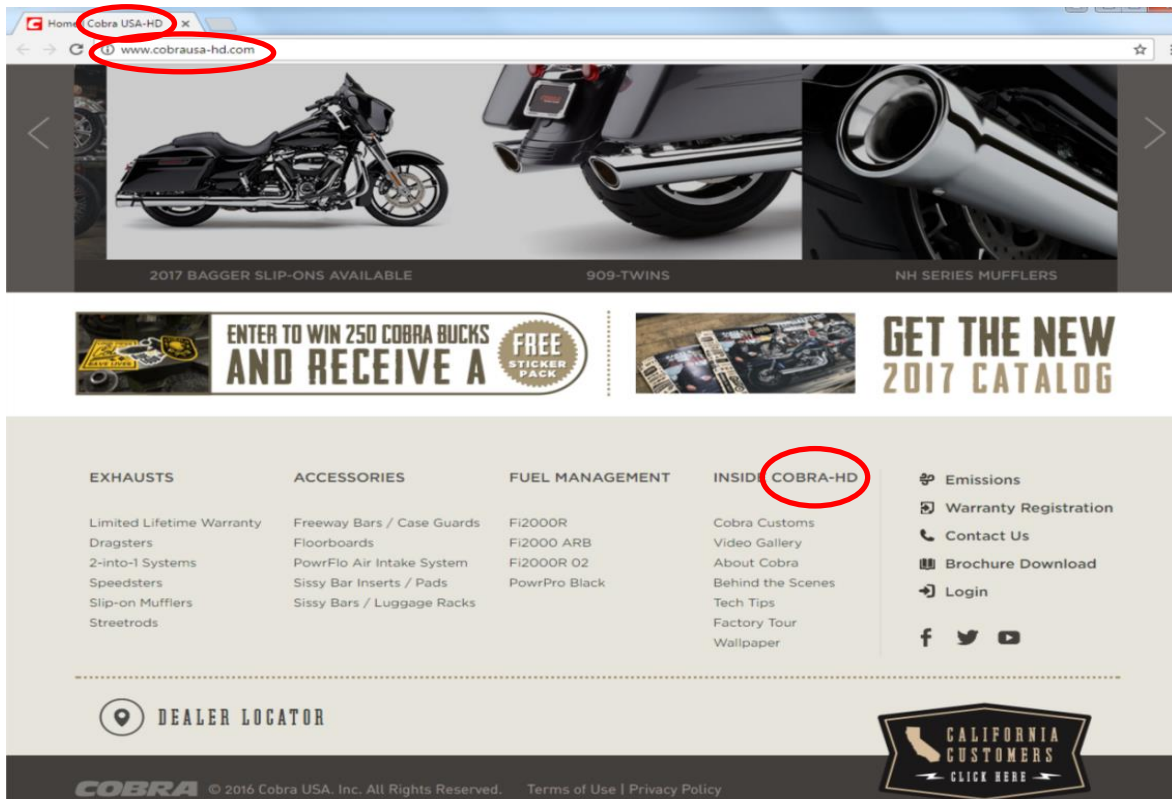 Home | Cobra USA-HD
www.cobrausa-hd.com
2017 BAGGER SLIP-ONS AVAILABLE
909-TWINS
NH SERIES MUFFLERS
ENTER TO WIN 250 COBRA BUCKS
AND RECEIVE A
FREE
STICKER
PACK
GET THE NEW
2017 CATALOG
EXHAUSTS
Limited Lifetime Warranty
Dragsters
2-into-1 Systems
Speedsters
Slip-on Mufflers
Streetrods
ACCESSORIES
Freeway Bars / Case Guards
Floorboards
PowrFlo Air Intake System
Sissy Bar Inserts / Pads
Sissy Bars / Luggage Racks
FUEL MANAGEMENT
Fi2000R
Fi2000 ARB
Fi2000R 02
PowrPro Black
INSIDE COBRA-HD
Cobra Customs
Video Gallery
About Cobra
Behind the Scenes
Tech Tips
Factory Tour
Wallpaper
Emissions
Warranty Registration
Contact Us
Brochure Download
Login
DEALER LOCATOR
CALIFORNIA
CUSTOMERS
CLICK HERE
COBRA © 2016 Cobra USA. Inc. All Rights Reserved. Terms of Use | Privacy Policy